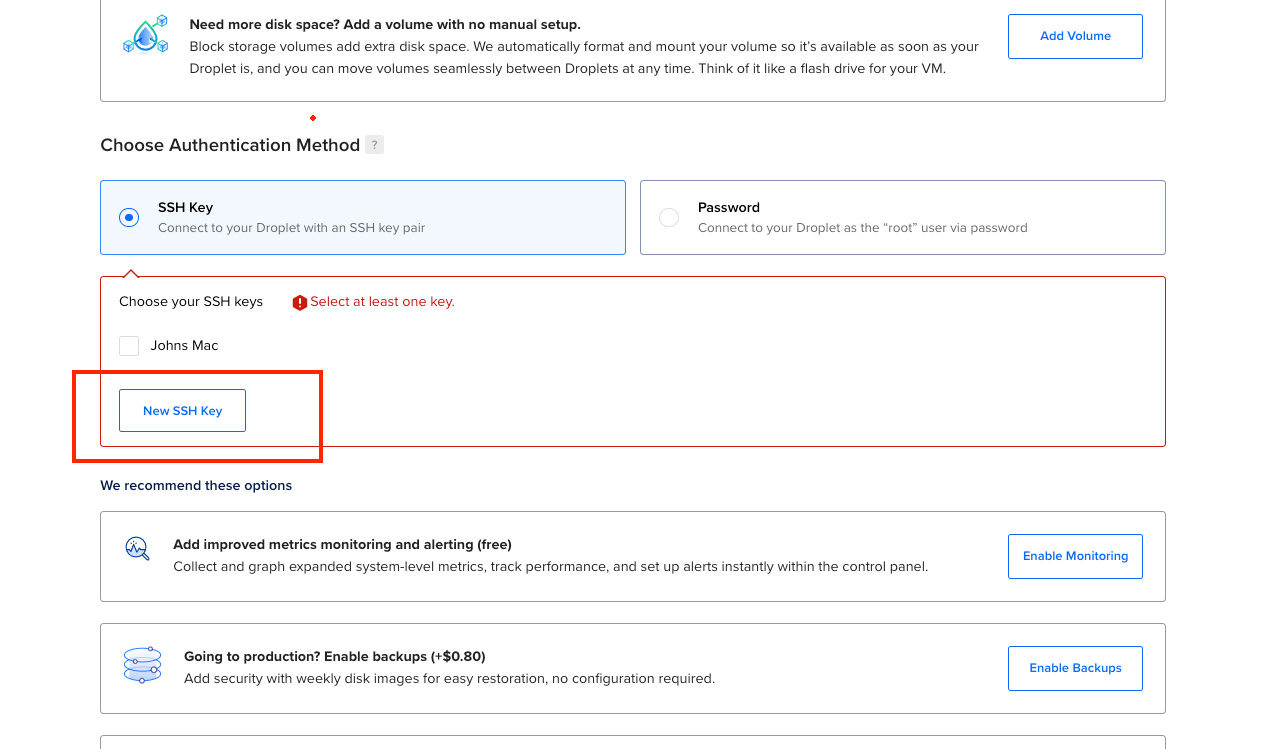 Need more disk space? Add a volume with no manual setup.
Block storage volumes add extra disk space. We automatically format and mount your volume so it’s available as soon as your
Droplet is, and you can move volumes seamlessly between Droplets at any time. Think of it like a flash drive for your VM.
Add Volume
Choose Authentication Method ?
SSH Key
Connect to your Droplet with an SSH key pair
Password
Connect to your Droplet as the “root” user via password
Choose your SSH keys
Select at least one key.
Johns Mac
New SSH Key
We recommend these options
Add improved metrics monitoring and alerting (free)
Collect and graph expanded system-level metrics, track performance, and set up alerts instantly within the control panel.
Enable Monitoring
Going to production? Enable backups (+$0.80)
Add security with weekly disk images for easy restoration, no configuration required.
Enable Backups